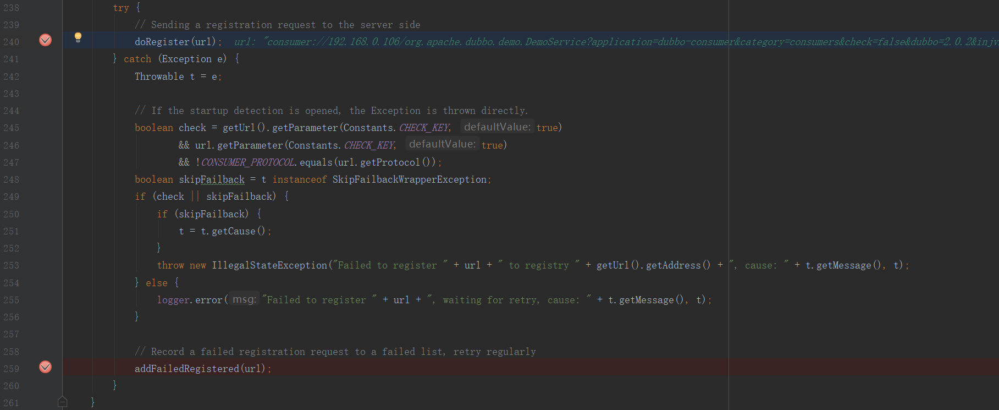 238 try {
239 // Sending a registration request to the server side
240 doRegister(url); url: "consumer://192.168.0.106/org.apache.dubbo.demo.DemoService?application=dubbo-consumer&category=consumers&check=false&dubbo=2.0.2&injv
241 } catch (Exception e) {
242 Throwable t = e;
243
244 // If the startup detection is opened, the Exception is thrown directly.
245 boolean check = getUrl().getParameter(Constants.CHECK_KEY, defaultValue: true)
246 && url.getParameter(Constants.CHECK_KEY, defaultValue: true)
247 && !CONSUMER_PROTOCOL.equals(url.getProtocol());
248 boolean skipFailback = t instanceof SkipFailbackWrapperException;
249 if (check || skipFailback) {
250 if (skipFailback) {
251 t = t.getCause();
252 }
253 throw new IllegalStateException("Failed to register " + url + " to registry " + getUrl().getAddress() + ", cause: " + t.getMessage(), t);
254 } else {
255 logger.error( msg: "Failed to register " + url + ", waiting for retry, cause: " + t.getMessage(), t);
256 }
257
258 // Record a failed registration request to a failed list, retry regularly
259 addFailedRegistered(url);
260 }
261 }